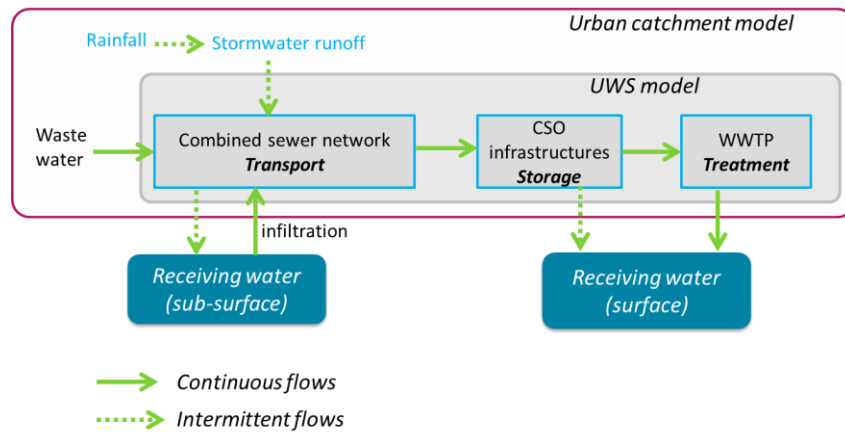 Urban catchment model
Rainfall
Stormwater runoff
UWS model
Waste
water
Combined sewer network
Transport
CSO
infrastructures
Storage
WWTP
Treatment
infiltration
Receiving water
(sub-surface)
Receiving water
(surface)
Continuous flows
Intermittent flows